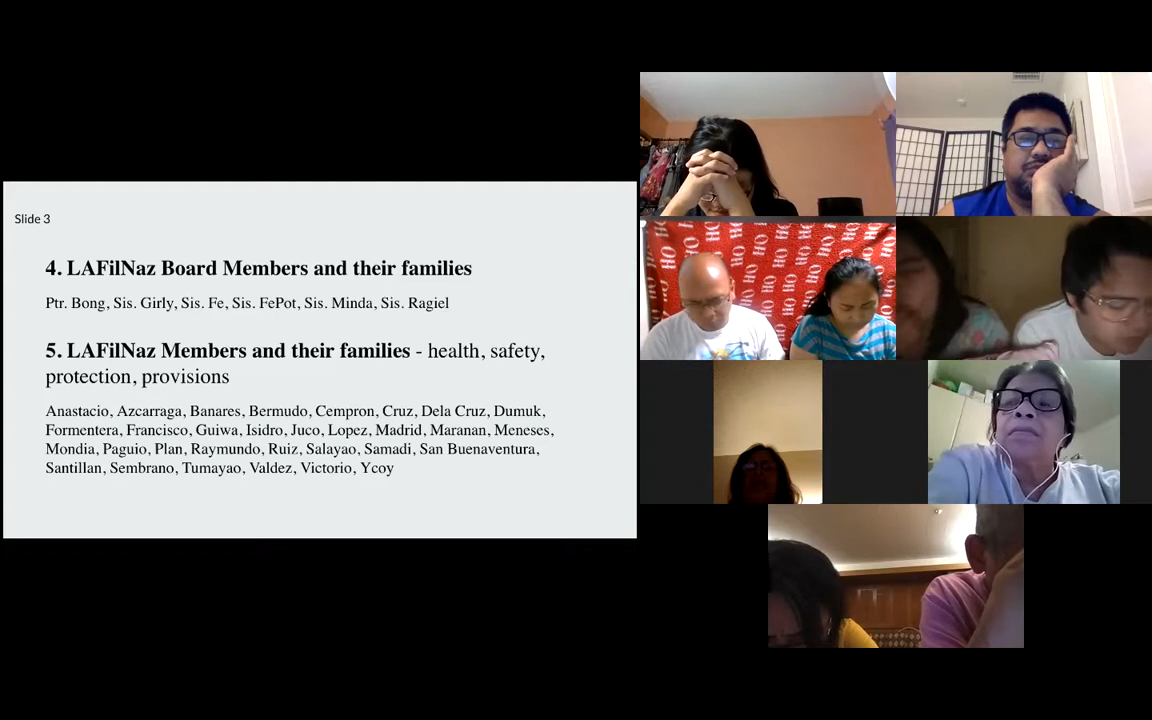 Slide 3
4. LAFilNaz Board Members and their families
Ptr. Bong, Sis. Girly, Sis. Fe, Sis. FePot, Sis. Minda, Sis. Ragiel
5. LAFilNaz Members and their families - health, safety,
protection, provisions
Anastacio, Azcarraga, Banares, Bermudo, Cempron, Cruz, Dela Cruz, Dumuk,
Formentera, Francisco, Guiwa, Isidro, Juco, Lopez, Madrid, Maranan, Meneses,
Mondia, Paguio, Plan, Raymundo, Ruiz, Salayao, Samadi, San Buenaventura,
Santillan, Sembrano, Tumayao, Valdez, Victorio, Ycoy
HO HO HO